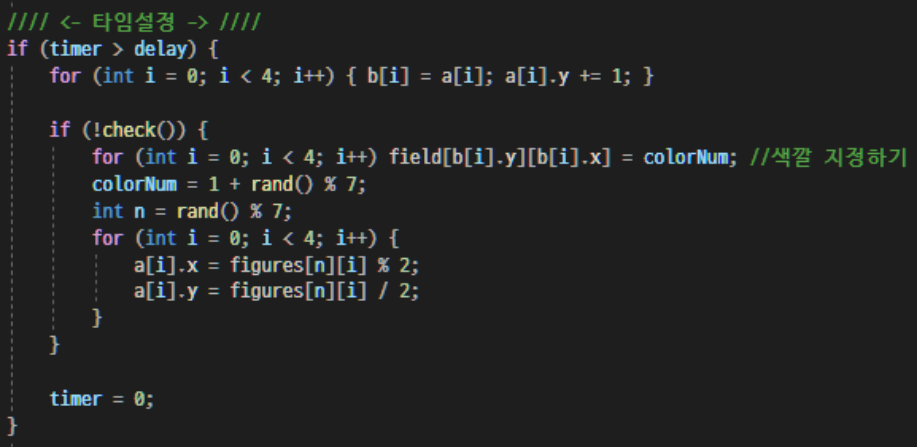 //// <- 타임설정 -> ////
if (timer > delay) {
for (int i = 0; i < 4; i++) { b[i] = a[i]; a[i].y += 1; }
if (!check()) {
for (int i = 0; i < 4; i++) field[b[i].y][b[i].x] = colorNum; //색깔 지정하기
colorNum = 1 + rand() % 7;
int n = rand() % 7;
for (int i = 0; i < 4; i++) {
a[i].x = figures[n][i] % 2;
a[i].y = figures[n][i] / 2;
}
}
timer = 0;
}